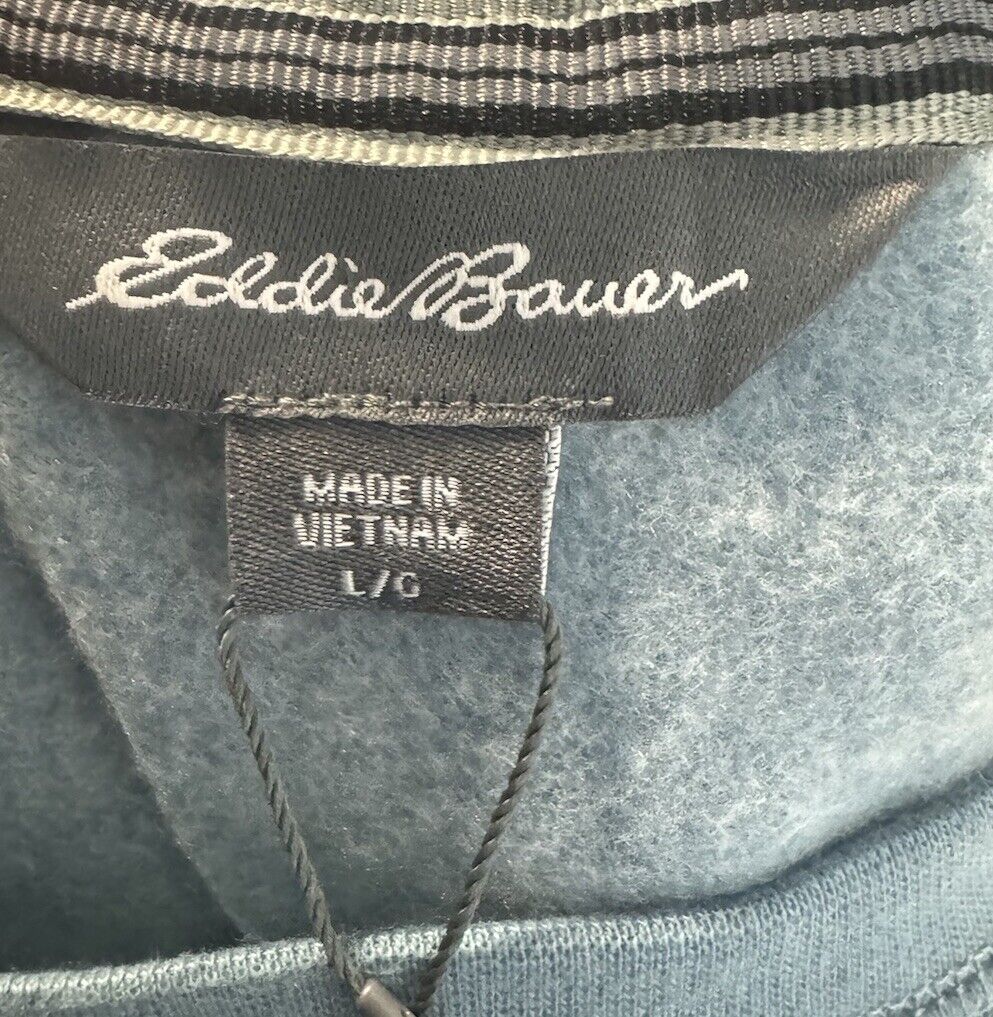 Eddie Bauer
MADE IN
VIETNAM
L/G